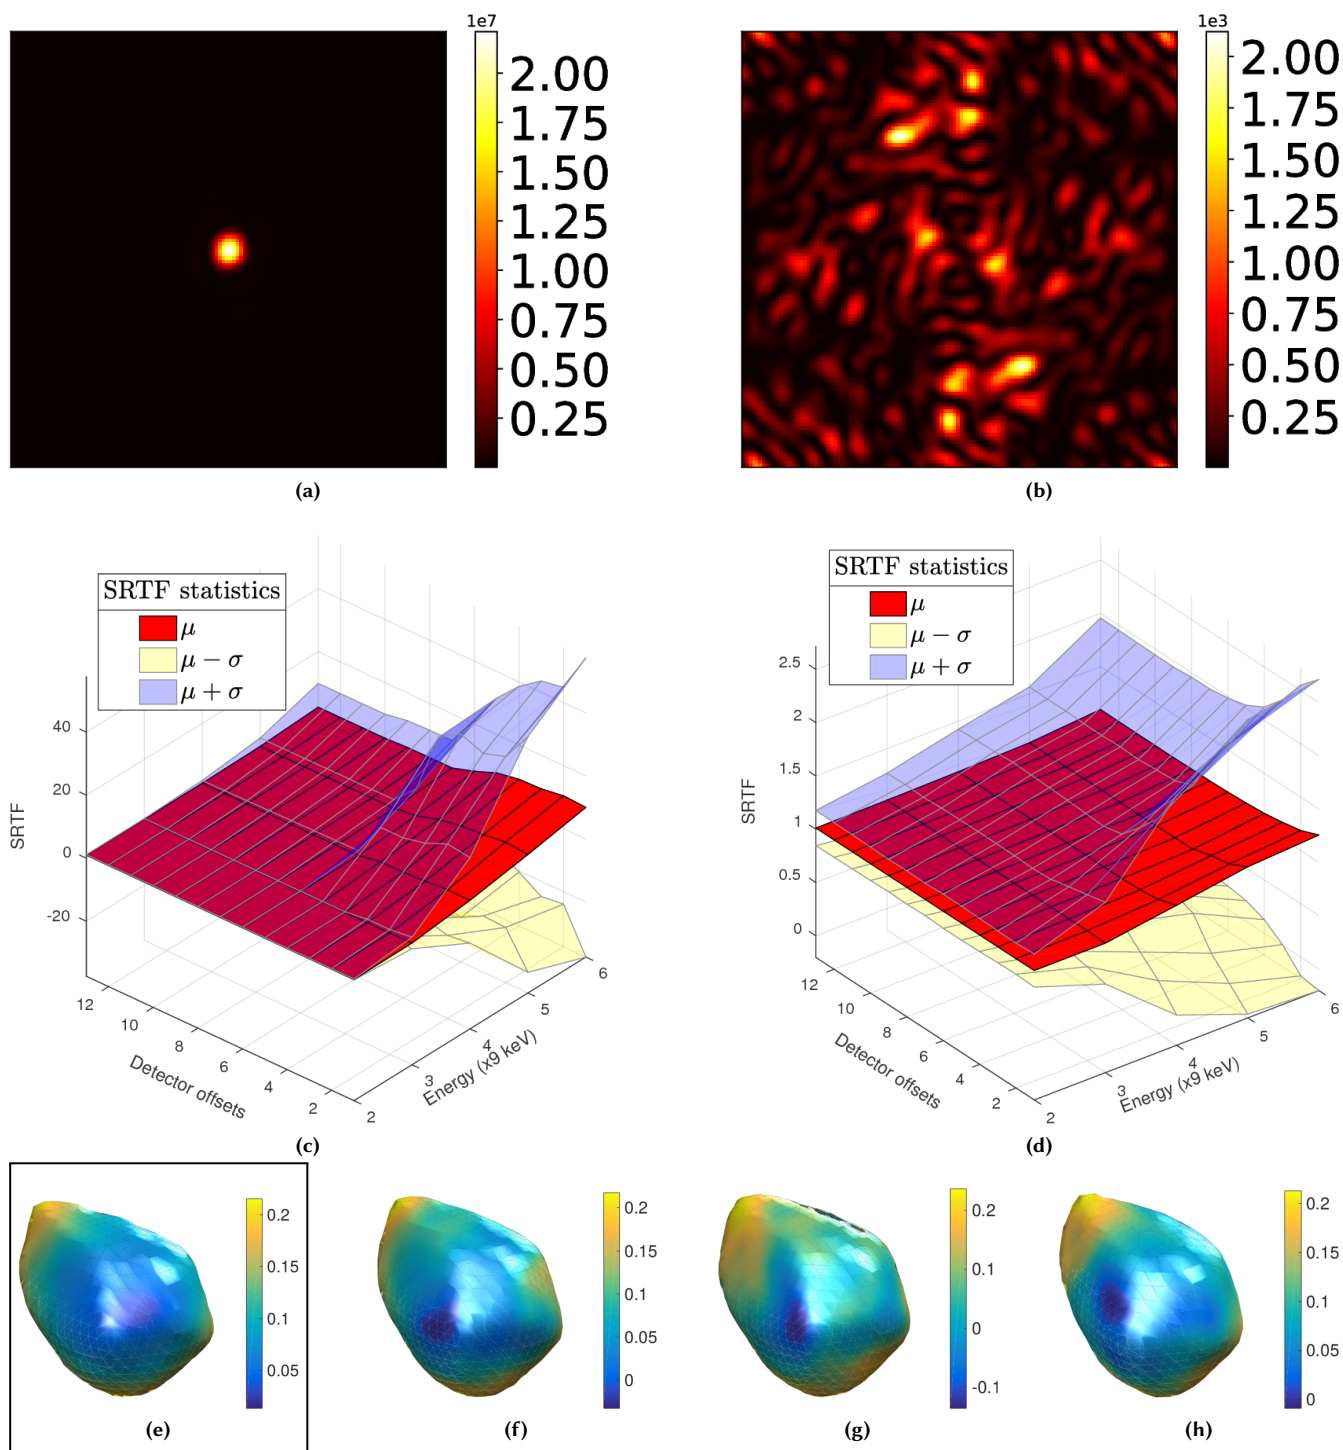 1e7
2.00
1.75
1.50
1.25
1.00
0.75
0.50
0.25
(a)
1e3
2.00
1.75
1.50
1.25
1.00
0.75
0.50
0.25
(b)
SRTF statistics
μ
μ − σ
μ + σ
SRTF
40
20
0
-20
12
10
8
6
4
2
Detector offsets
2
3
4
5
6
Energy (x9 keV)
(c)
SRTF statistics
μ
μ − σ
μ + σ
SRTF
2.5
2
1.5
1
0.5
0
12
10
8
6
4
2
Detector offsets
2
3
4
5
6
Energy (x9 keV)
(d)
0.2
0.15
0.1
0.05
(e)
0.2
0.15
0.1
0.05
0
(f)
0.2
0.1
0
-0.1
(g)
0.2
0.15
0.1
0.05
0
(h)